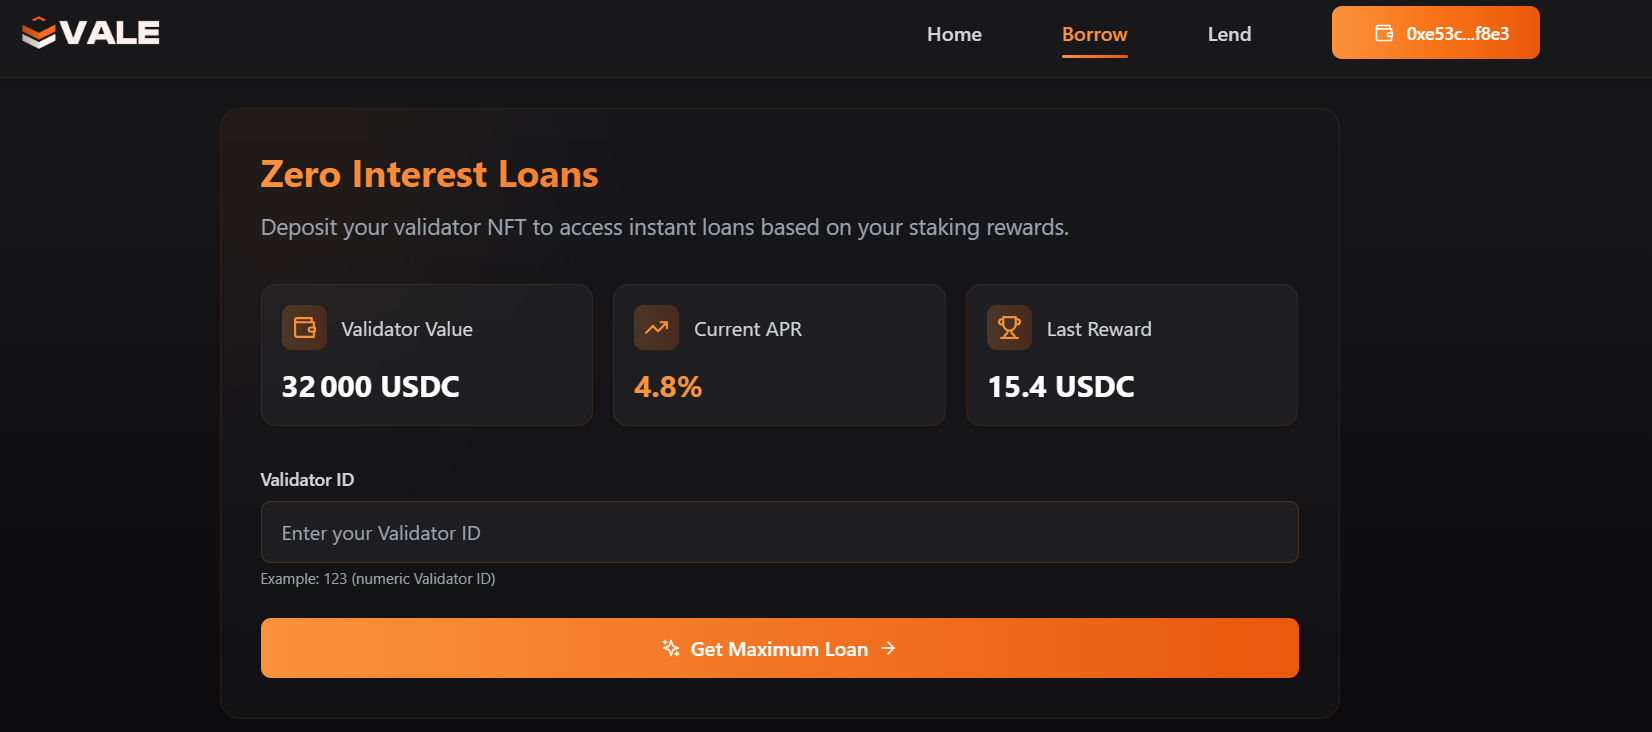 VALE
Home
Borrow
Lend
0xe53c...f8e3
Zero Interest Loans
Deposit your validator NFT to access instant loans based on your staking rewards.
Validator Value
32 000 USDC
Current APR
4.8%
Last Reward
15.4 USDC
Validator ID
Enter your Validator ID
Example: 123 (numeric Validator ID)
Get Maximum Loan